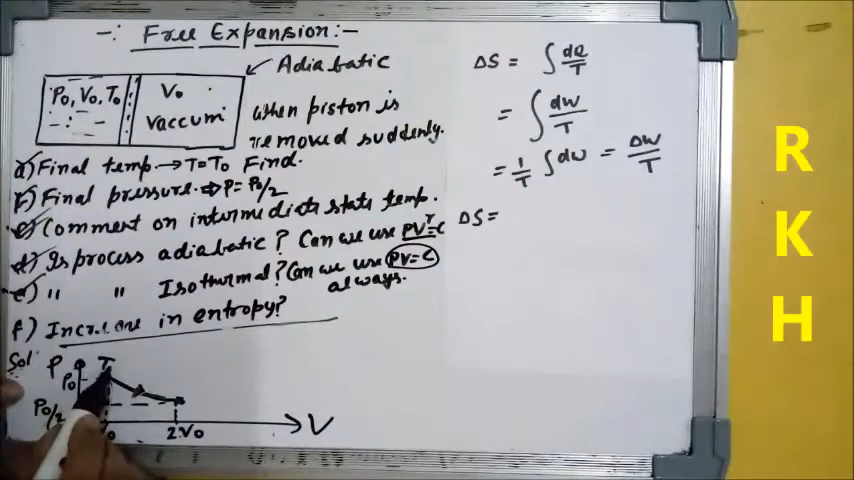 -: Free Expansion:-
Adiabatic
P₀, V₀, T₀
V₀
vaccum
when piston is
removed suddenly.
a) Final temp. → T=T₀ Find.
b) Final pressure ⇒ P= P₀/2
c) Comment on intermediate state temp.
d) Is process adiabatic? Can we use PVʳ=C
e) " " Isothermal? Can we use PV=C
always.
f) Increase in entropy?
Sol.
P
P₀
P₀/2
2V₀
V
ΔS = ∫ dQ/T
= ∫ dW/T
= 1/T ∫ dW = ΔW/T
ΔS =
R
K
H